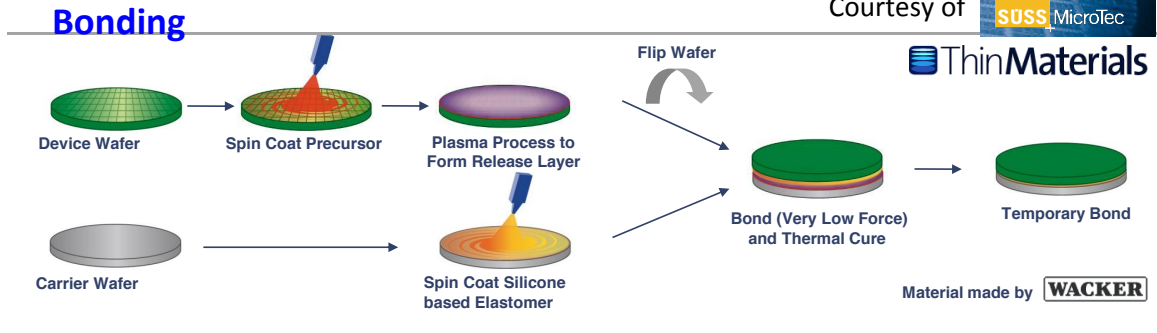 Bonding
Courtesy of
SUSS MicroTec
ThinMaterials
Flip Wafer
Device Wafer
Spin Coat Precursor
Plasma Process to
Form Release Layer
Bond (Very Low Force)
and Thermal Cure
Temporary Bond
Carrier Wafer
Spin Coat Silicone
based Elastomer
Material made by WACKER